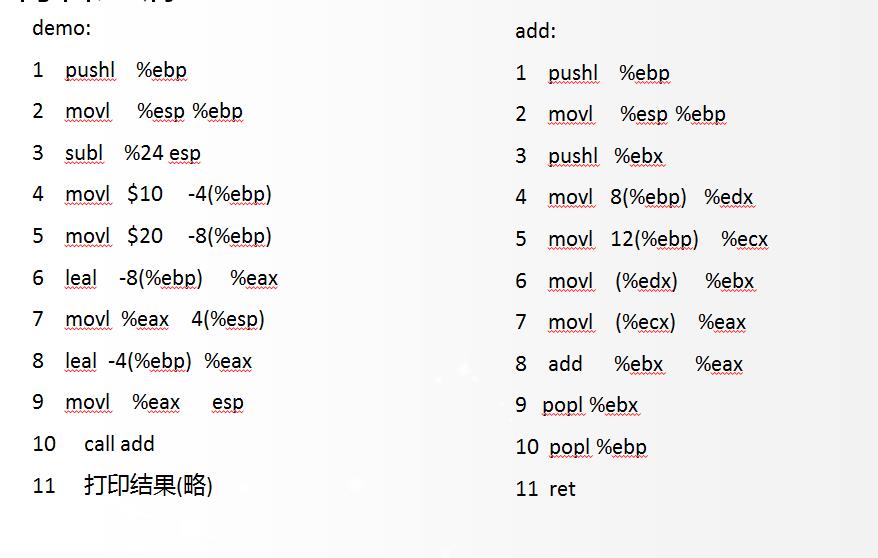 demo:
1 pushl %ebp
2 movl %esp %ebp
3 subl %24 esp
4 movl $10 -4(%ebp)
5 movl $20 -8(%ebp)
6 leal -8(%ebp) %eax
7 movl %eax 4(%esp)
8 leal -4(%ebp) %eax
9 movl %eax esp
10 call add
11 打印结果(略)
add:
1 pushl %ebp
2 movl %esp %ebp
3 pushl %ebx
4 movl 8(%ebp) %edx
5 movl 12(%ebp) %ecx
6 movl (%edx) %ebx
7 movl (%ecx) %eax
8 add %ebx %eax
9 popl %ebx
10 popl %ebp
11 ret